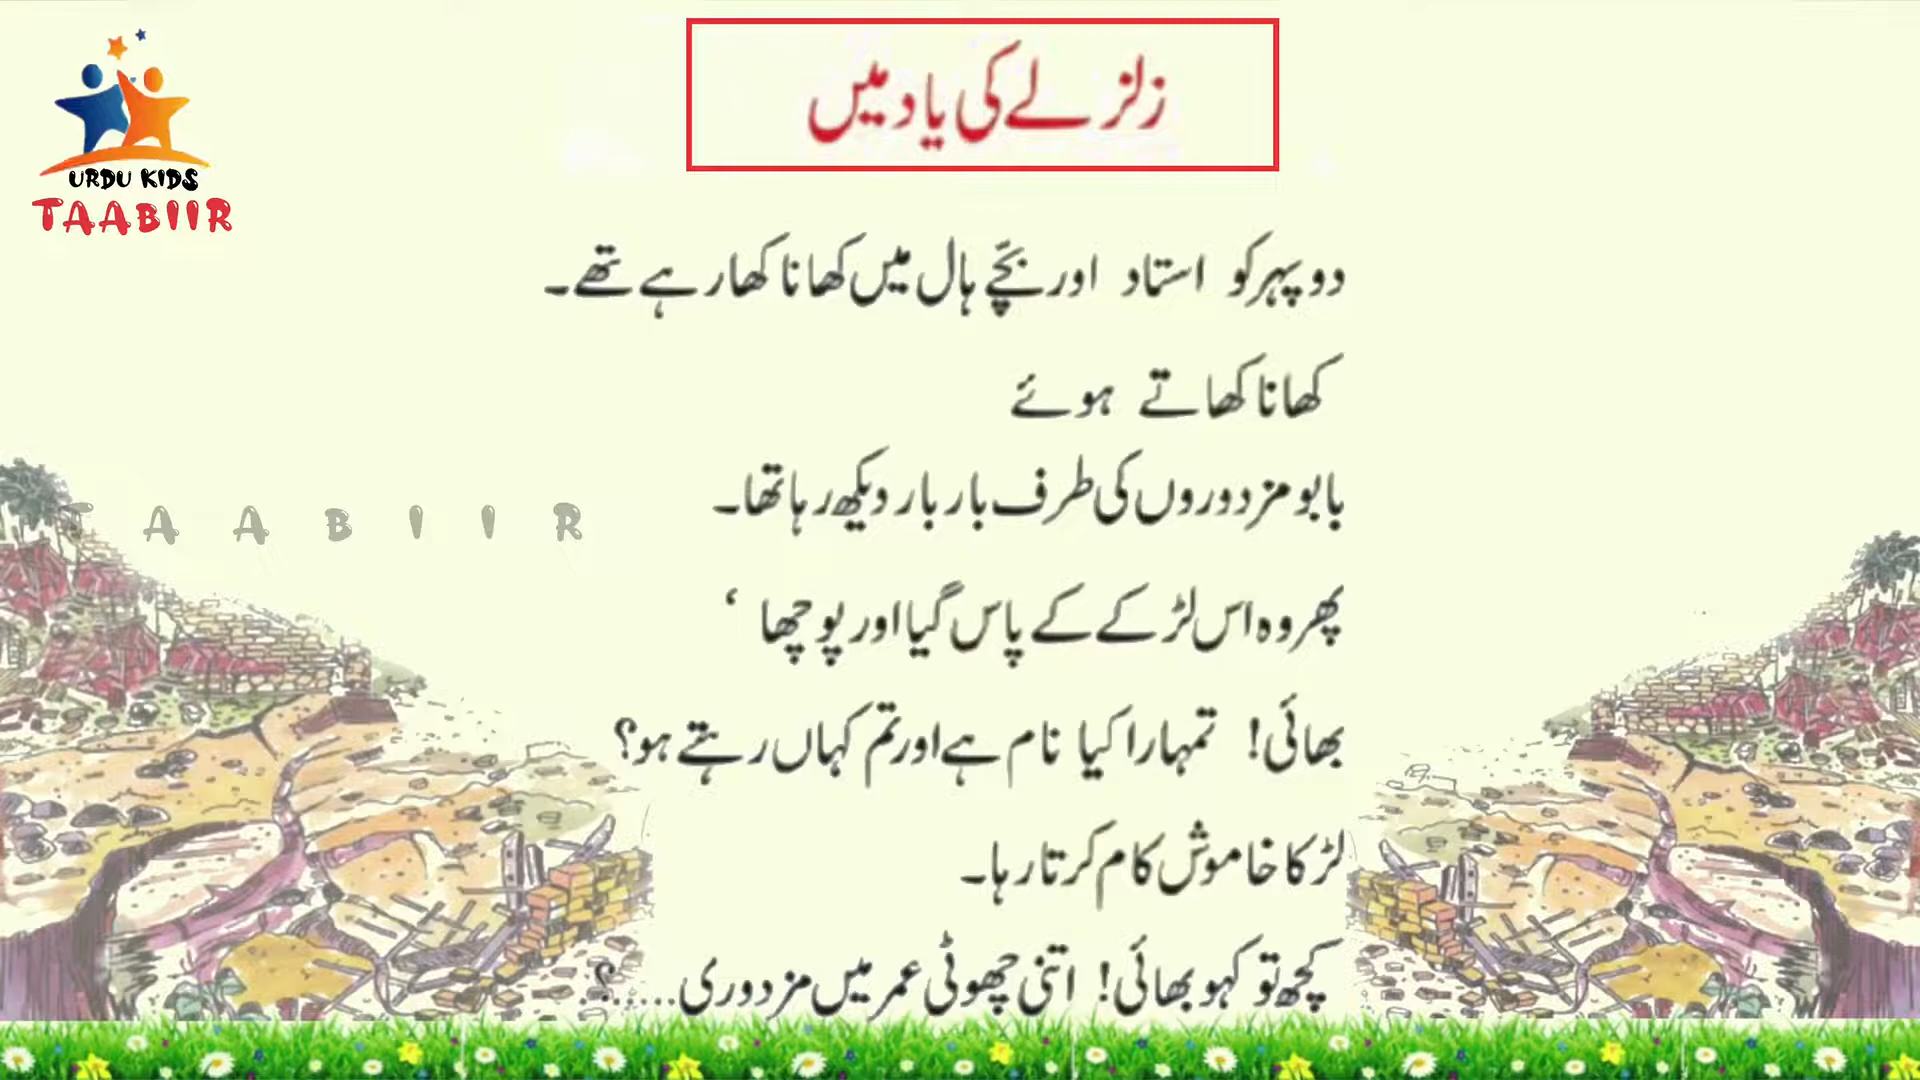 زلزلے کی یاد میں
URDU KIDS
TAABIIR
دوپہر کو استاد اور بچّے ہال میں کھانا کھا رہے تھے۔
کھانا کھاتے ہوئے
بابو مزدوروں کی طرف بار بار دیکھ رہا تھا۔
TAABIIR
پھر وہ اس لڑکے کے پاس گیا اور پوچھا ‘
بھائی! تمہارا کیا نام ہے اور تم کہاں رہتے ہو؟
لڑکا خاموش کام کرتا رہا۔
کچھ تو کہو بھائی! اتنی چھوٹی عمر میں مزدوری.....؟.